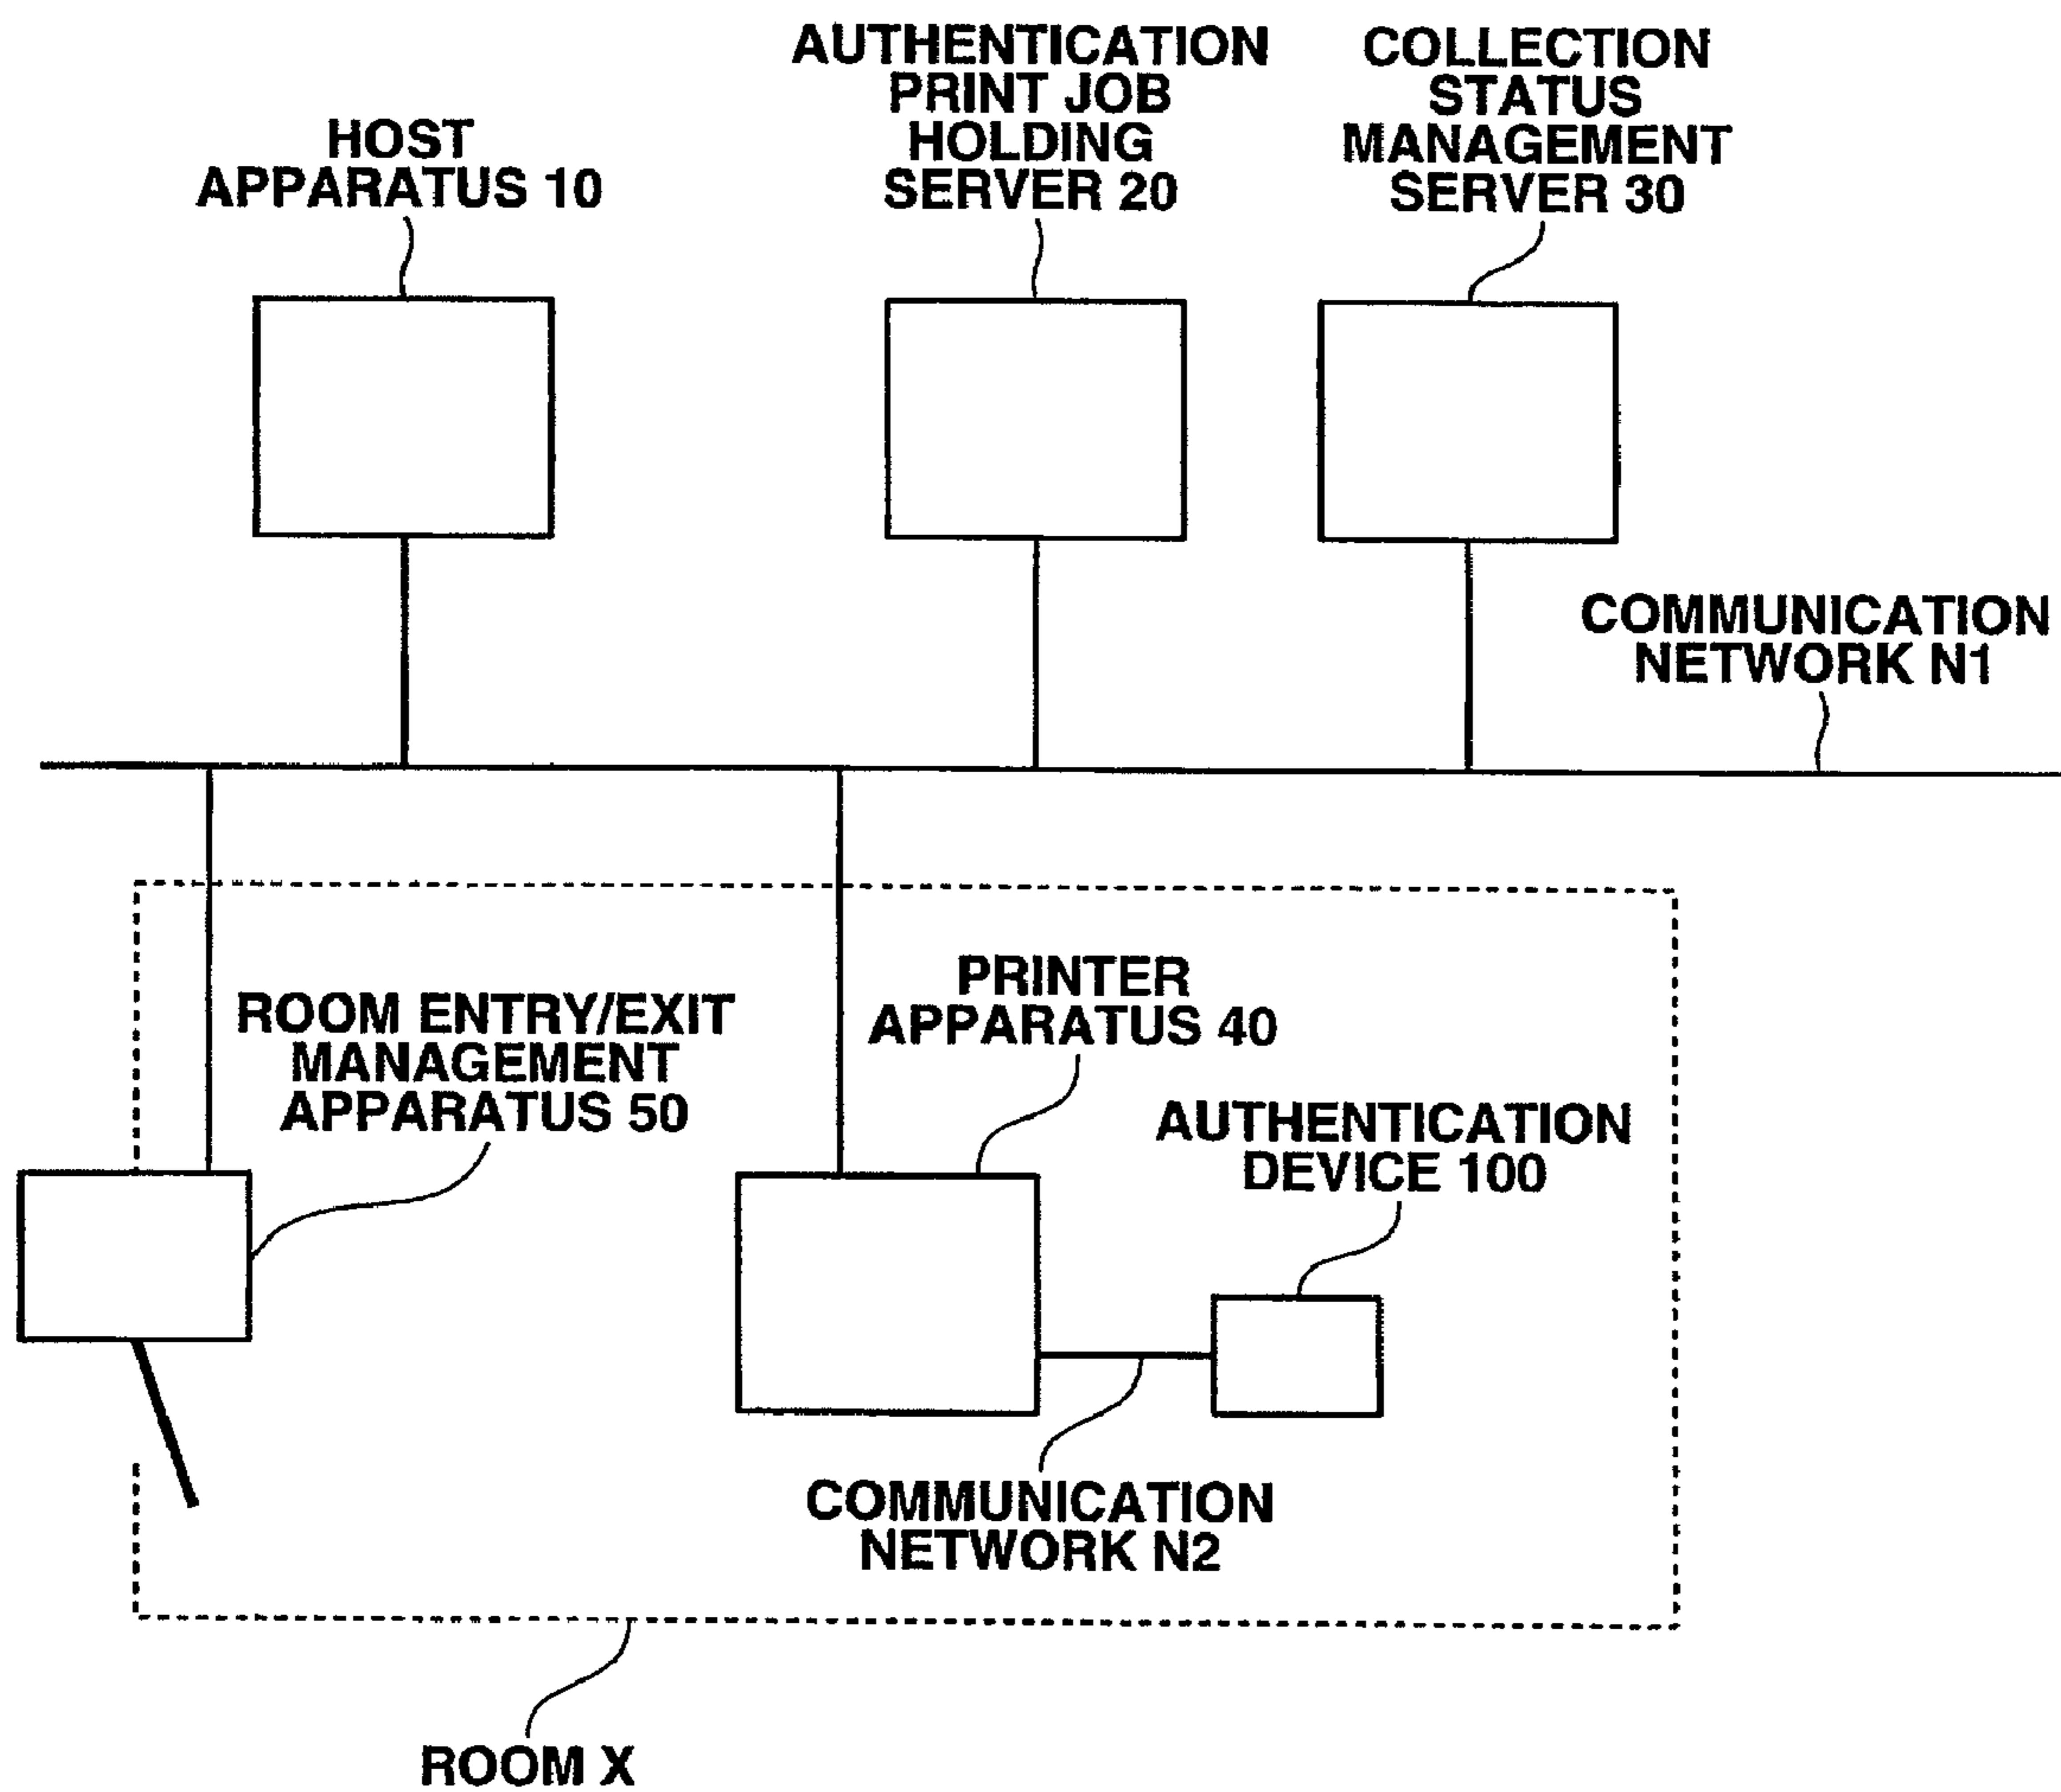 HOST
APPARATUS 10
AUTHENTICATION
PRINT JOB
HOLDING
SERVER 20
COLLECTION
STATUS
MANAGEMENT
SERVER 30
COMMUNICATION
NETWORK N1
ROOM ENTRY/EXIT
MANAGEMENT
APPARATUS 50
PRINTER
APPARATUS 40
AUTHENTICATION
DEVICE 100
COMMUNICATION
NETWORK N2
ROOM X